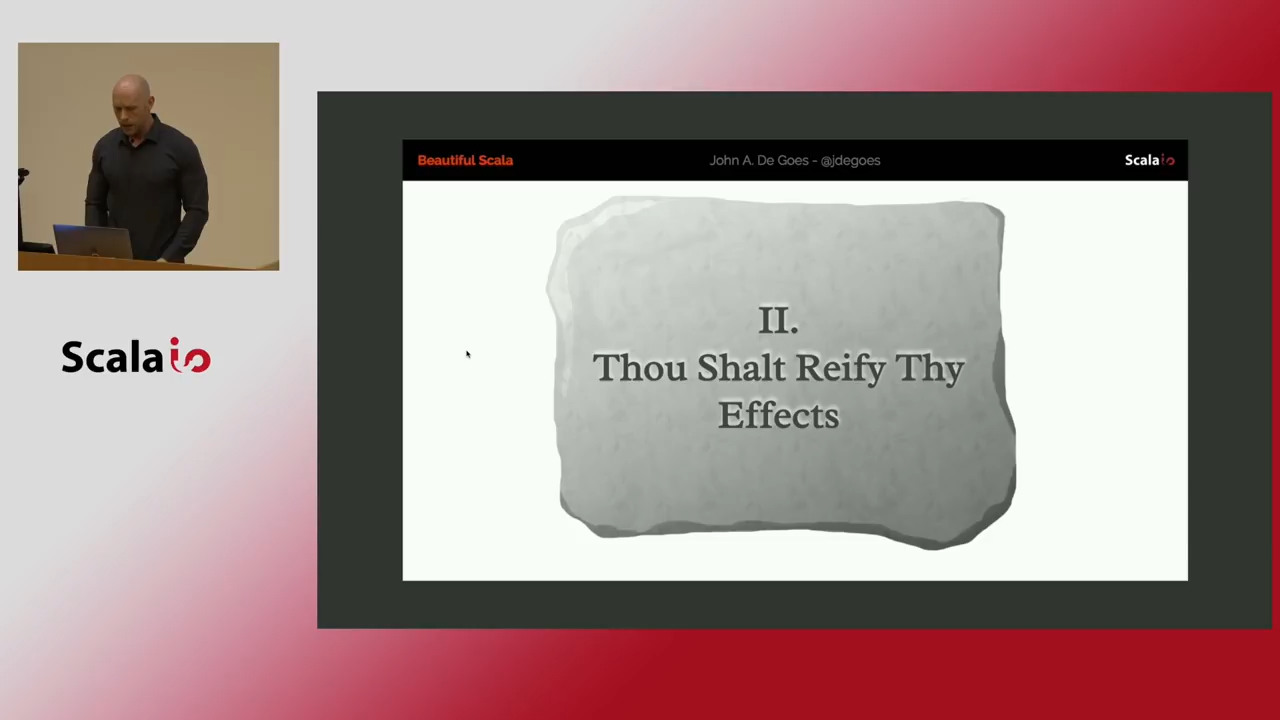 Beautiful Scala
John A. De Goes - @jdegoes
Scalaio
II.
Thou Shalt Reify Thy
Effects
Scalaio